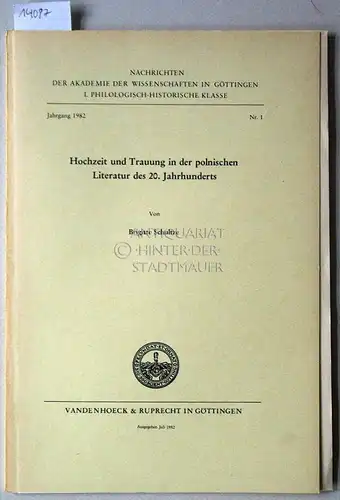 14087
NACHRICHTEN
DER AKADEMIE DER WISSENSCHAFTEN IN GÖTTINGEN
I. PHILOLOGISCH-HISTORISCHE KLASSE
Jahrgang 1982 Nr. 1
Hochzeit und Trauung in der polnischen
Literatur des 20. Jahrhunderts
Von
Brigitte Schultze
ANTIQUARIAT
HINTER DER
STADTMAUER
VANDENHOECK & RUPRECHT IN GÖTTINGEN
Ausgegeben Juli 1982